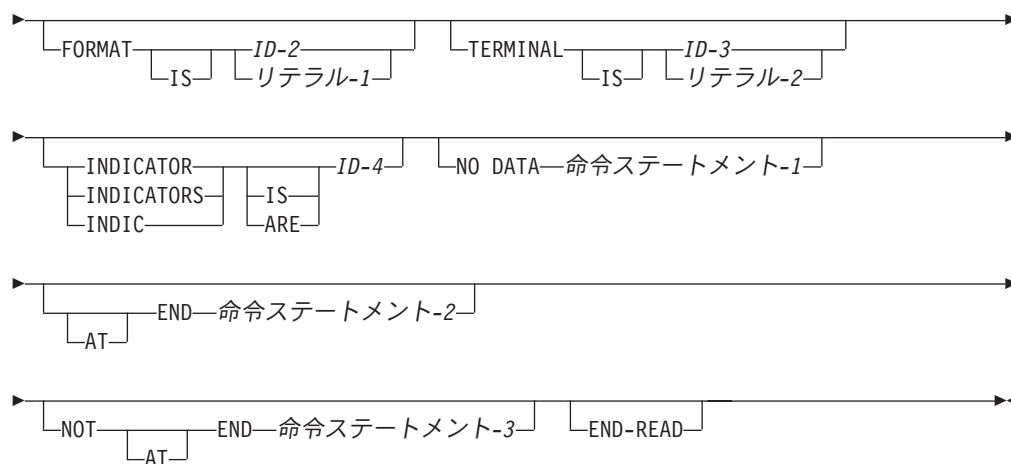 FORMAT IS ID-2 TERMINAL IS ID-3
リテラル-1 リテラル-2
INDICATOR ID-4 NO DATA 命令ステートメント-1
INDICATORS IS
INDIC ARE
END 命令ステートメント-2
AT
NOT END 命令ステートメント-3 END-READ
AT